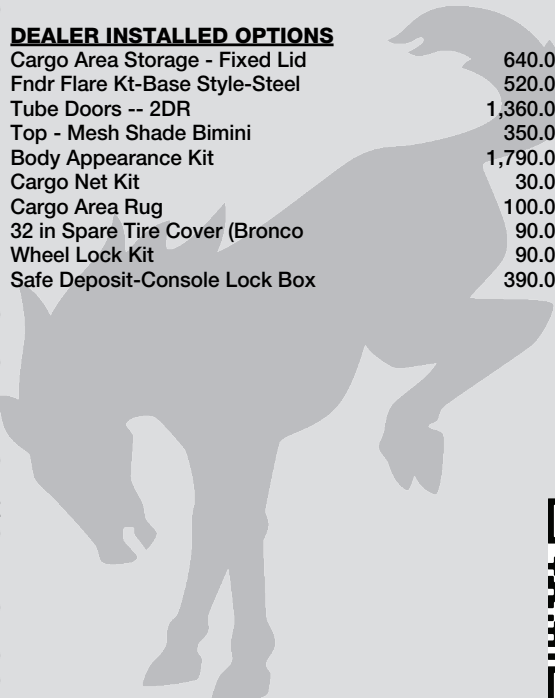 DEALER INSTALLED OPTIONS
Cargo Area Storage - Fixed Lid 640.0
Fndr Flare Kt-Base Style-Steel 520.0
Tube Doors -- 2DR 1,360.0
Top - Mesh Shade Bimini 350.0
Body Appearance Kit 1,790.0
Cargo Net Kit 30.0
Cargo Area Rug 100.0
32 in Spare Tire Cover (Bronco 90.0
Wheel Lock Kit 90.0
Safe Deposit-Console Lock Box 390.0